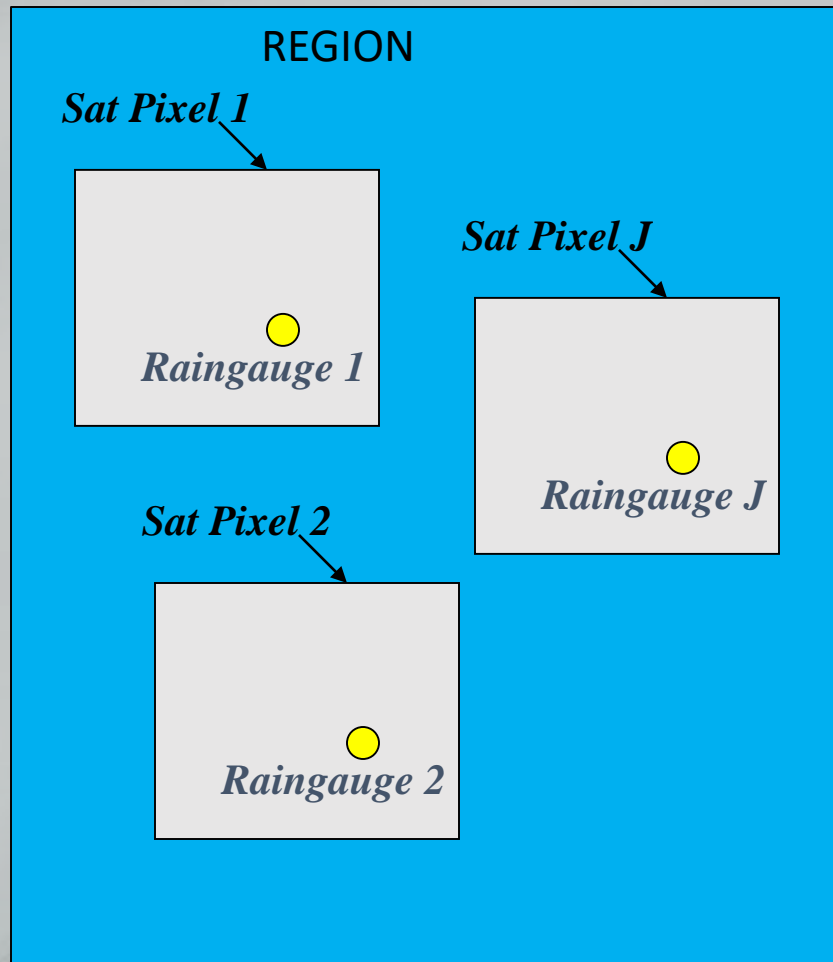 REGION
Sat Pixel 1
Sat Pixel J
Raingauge 1
Raingauge J
Sat Pixel 2
Raingauge 2